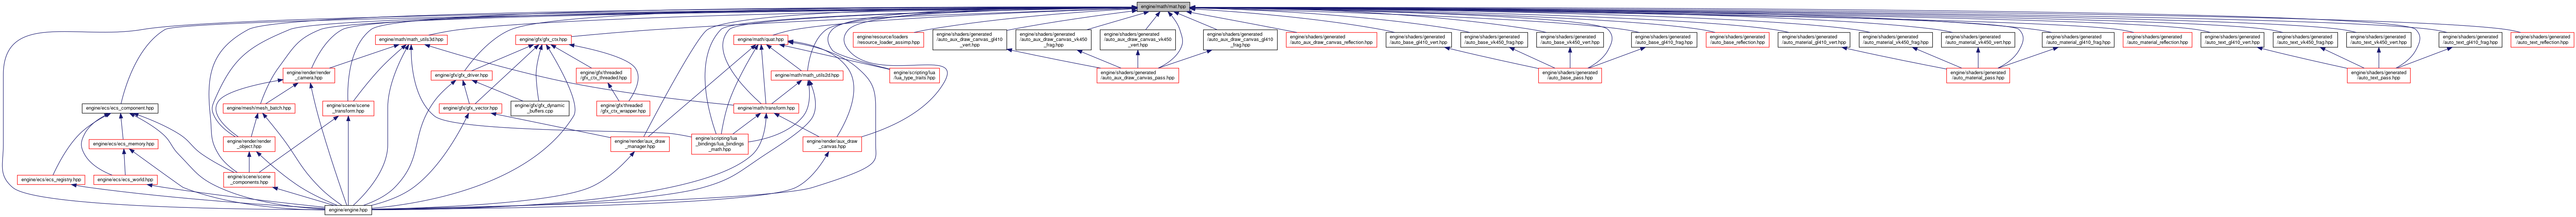 engine/math/mat.hpp
engine/math/math_utils3d.hpp
engine/gfx/gfx_ctx.hpp
engine/math/quat.hpp
engine/resource/loaders
/resource_loader_assimp.hpp
engine/shaders/generated
/auto_aux_draw_canvas_gl410
_vert.hpp
engine/shaders/generated
/auto_aux_draw_canvas_vk450
_frag.hpp
engine/shaders/generated
/auto_aux_draw_canvas_vk450
_vert.hpp
engine/shaders/generated
/auto_aux_draw_canvas_gl410
_frag.hpp
engine/shaders/generated
/auto_aux_draw_canvas_reflection.hpp
engine/shaders/generated
/auto_base_gl410_vert.hpp
engine/shaders/generated
/auto_base_vk450_frag.hpp
engine/shaders/generated
/auto_base_vk450_vert.hpp
engine/shaders/generated
/auto_base_gl410_frag.hpp
engine/shaders/generated
/auto_base_reflection.hpp
engine/shaders/generated
/auto_material_gl410_vert.hpp
engine/shaders/generated
/auto_material_vk450_frag.hpp
engine/shaders/generated
/auto_material_vk450_vert.hpp
engine/shaders/generated
/auto_material_gl410_frag.hpp
engine/shaders/generated
/auto_material_reflection.hpp
engine/shaders/generated
/auto_text_gl410_vert.hpp
engine/shaders/generated
/auto_text_vk450_frag.hpp
engine/shaders/generated
/auto_text_vk450_vert.hpp
engine/shaders/generated
/auto_text_gl410_frag.hpp
engine/shaders/generated
/auto_text_reflection.hpp
engine/render/render
_camera.hpp
engine/gfx/gfx_driver.hpp
engine/gfx/threaded
/gfx_ctx_threaded.hpp
engine/math/math_utils2d.hpp
engine/scripting/lua
/lua_type_traits.hpp
engine/shaders/generated
/auto_aux_draw_canvas_pass.hpp
engine/shaders/generated
/auto_base_pass.hpp
engine/shaders/generated
/auto_material_pass.hpp
engine/shaders/generated
/auto_text_pass.hpp
engine/ecs/ecs_component.hpp
engine/mesh/mesh_batch.hpp
engine/scene/scene
_transform.hpp
engine/gfx/gfx_vector.hpp
engine/gfx/gfx_dynamic
_buffers.cpp
engine/gfx/threaded
/gfx_ctx_wrapper.hpp
engine/math/transform.hpp
engine/ecs/ecs_memory.hpp
engine/render/render
_object.hpp
engine/render/aux_draw
_manager.hpp
engine/scripting/lua
_bindings/lua_bindings
_math.hpp
engine/render/aux_draw
_canvas.hpp
engine/ecs/ecs_registry.hpp
engine/ecs/ecs_world.hpp
engine/scene/scene
_components.hpp
engine/engine.hpp